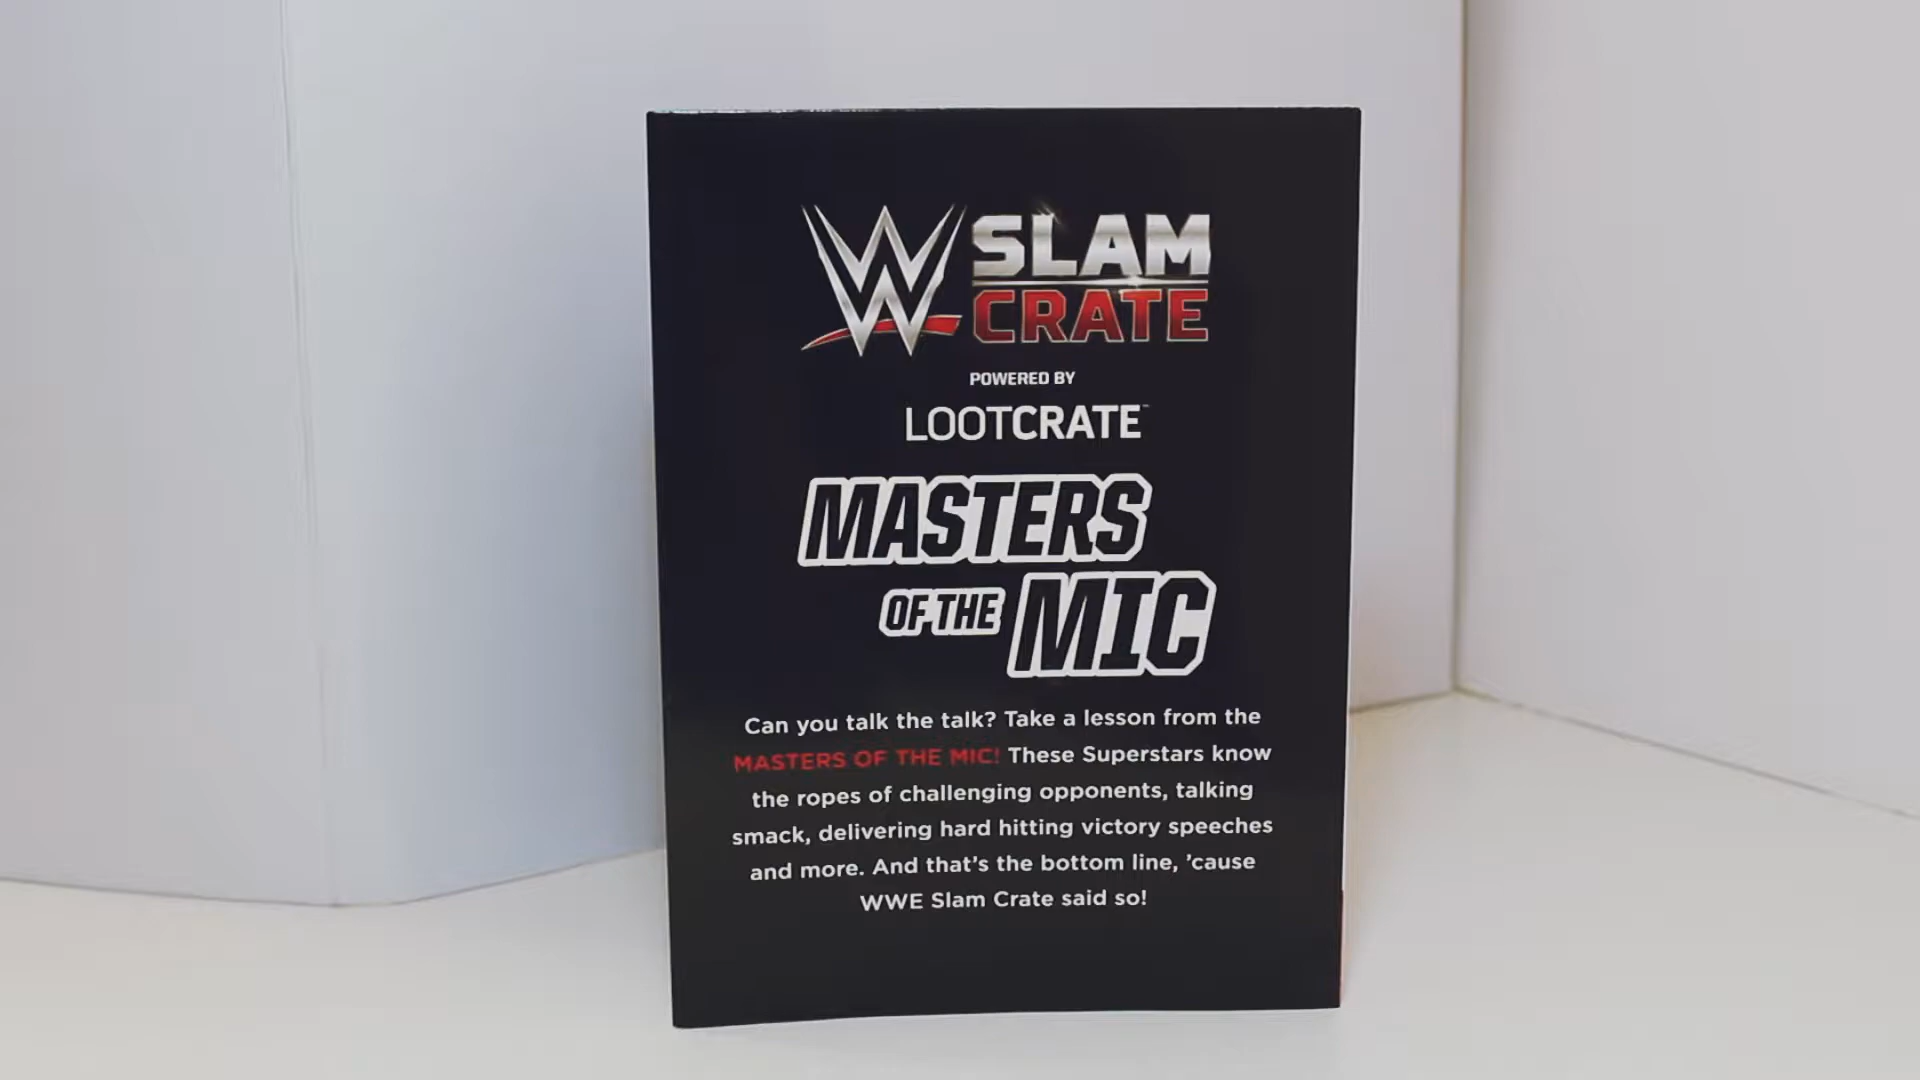 W SLAM
CRATE
POWERED BY
LOOTCRATE™
MASTERS
OF THE MIC
Can you talk the talk? Take a lesson from the
MASTERS OF THE MIC! These Superstars know
the ropes of challenging opponents, talking
smack, delivering hard hitting victory speeches
and more. And that's the bottom line, 'cause
WWE Slam Crate said so!